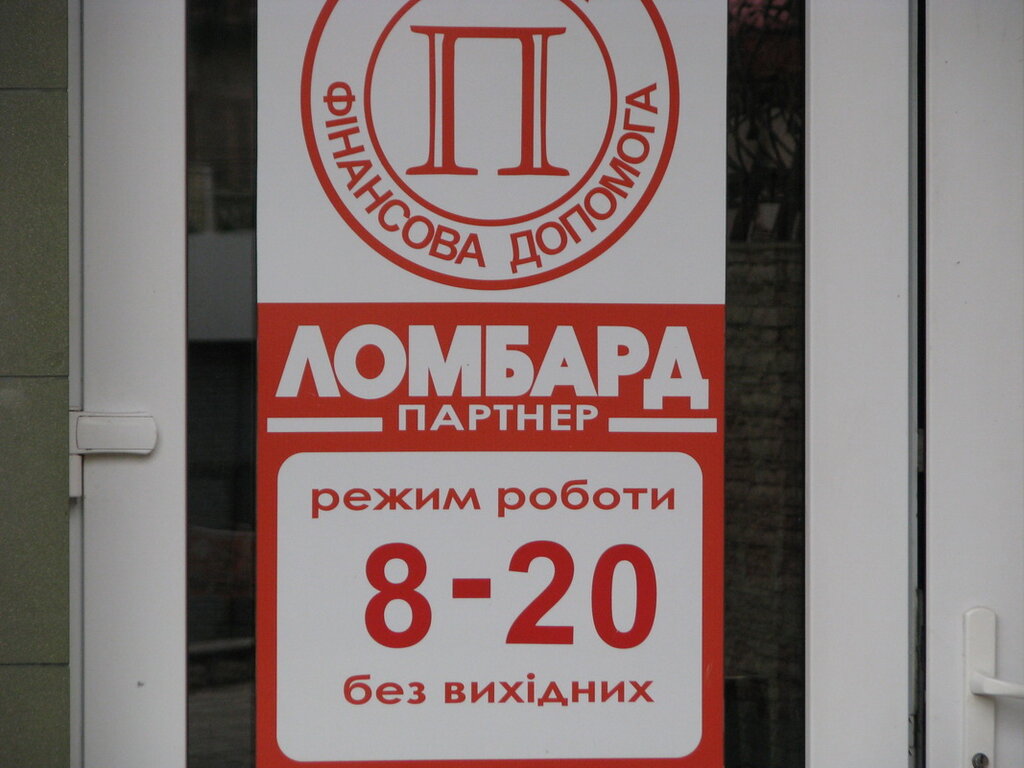 П
ФІНАНСОВА ДОПОМОГА
ЛОМБАРД
ПАРТНЕР
режим роботи
8-20
без вихідних